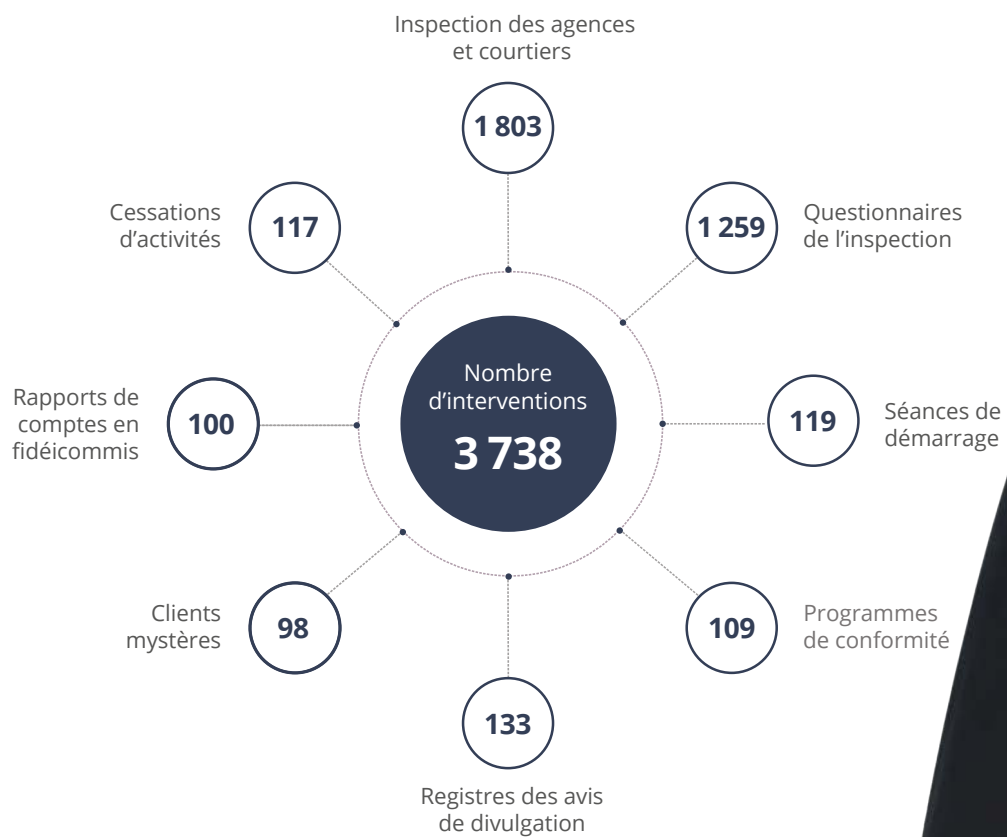 Inspection des agences
et courtiers
1 803
Cessations
d’activités
117
1 259
Questionnaires
de l’inspection
Nombre
d’interventions
3 738
Rapports de
comptes en
fidéicommis
100
119
Séances de
démarrage
Clients
mystères
98
109
Programmes
de conformité
133
Registres des avis
de divulgation